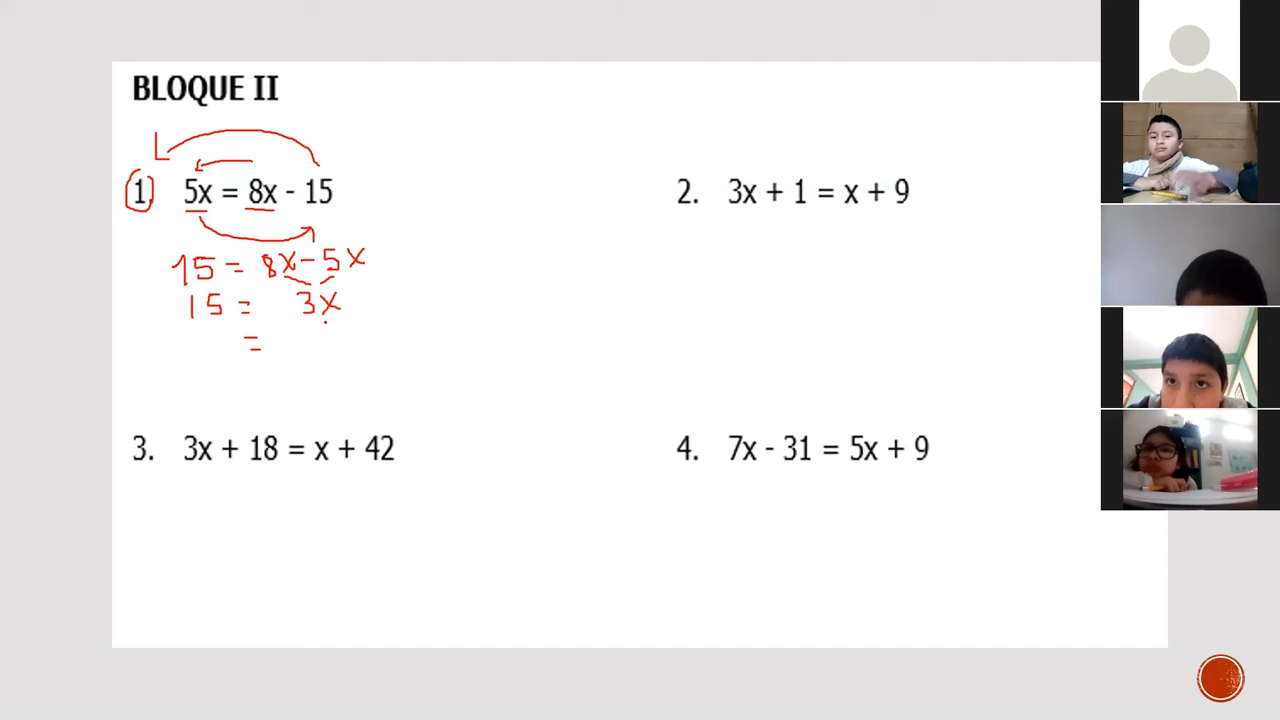 BLOQUE II
1. 5x = 8x - 15
15 = 8x - 5x
15 = 3x
=
2. 3x + 1 = x + 9
3. 3x + 18 = x + 42
4. 7x - 31 = 5x + 9